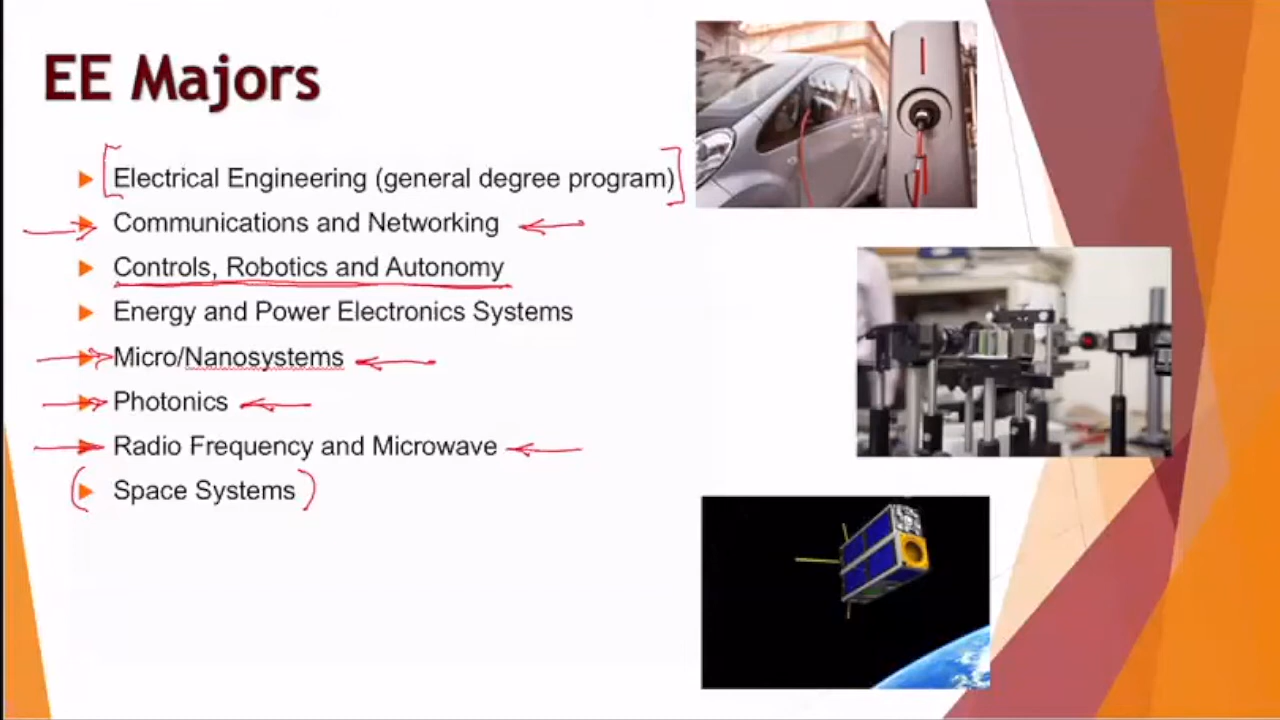 EE Majors
Electrical Engineering (general degree program)
Communications and Networking
Controls, Robotics and Autonomy
Energy and Power Electronics Systems
Micro/Nanosystems
Photonics
Radio Frequency and Microwave
Space Systems